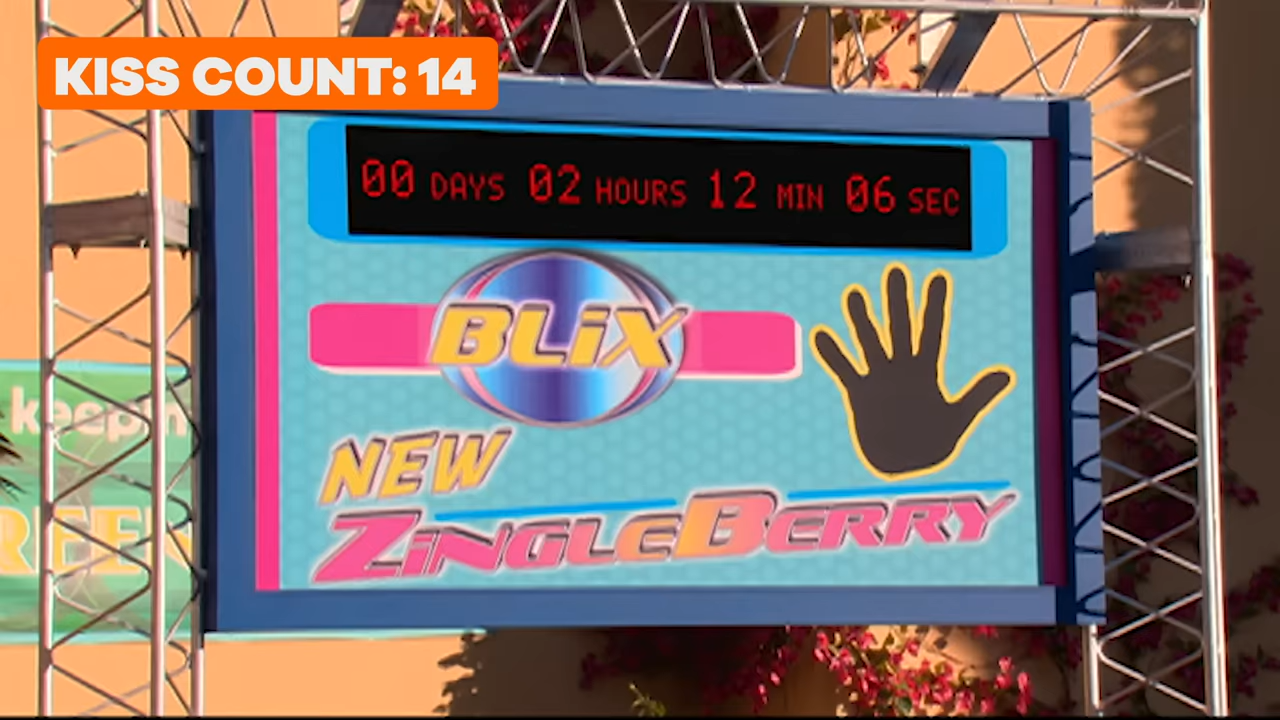 KISS COUNT: 14
00 DAYS 02 HOURS 12 MIN 06 SEC
BLiX
NEW
ZiNGLEBERRY
keepin
REEN